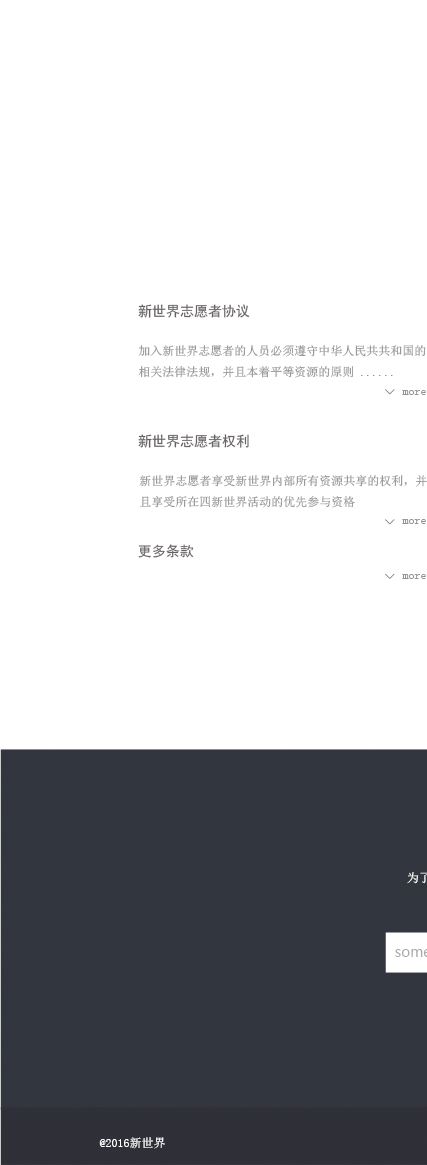 新世界志愿者协议
加入新世界志愿者的人员必须遵守中华人民共共和国的
相关法律法规，并且本着平等资源的原则 ......
more
新世界志愿者权利
新世界志愿者享受新世界内部所有资源共享的权利，并
且享受所在四新世界活动的优先参与资格
more
更多条款
more
为了
some
@2016新世界